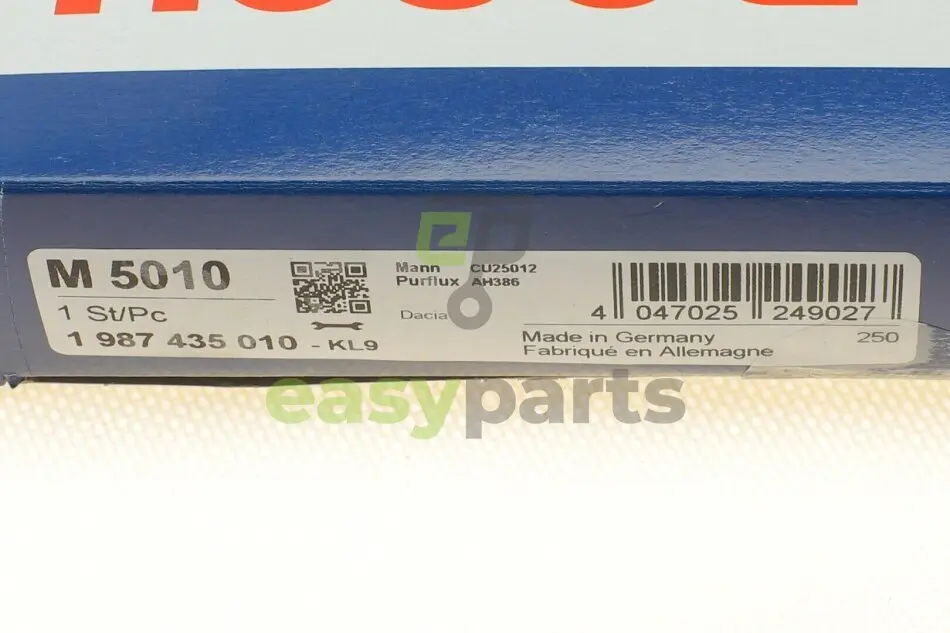 M 5010
1 St/Pc
1 987 435 010 - KL9
Mann CU25012
Purflux AH386
Dacia
4 047025 249027
Made in Germany 250
Fabriqué en Allemagne
easyparts